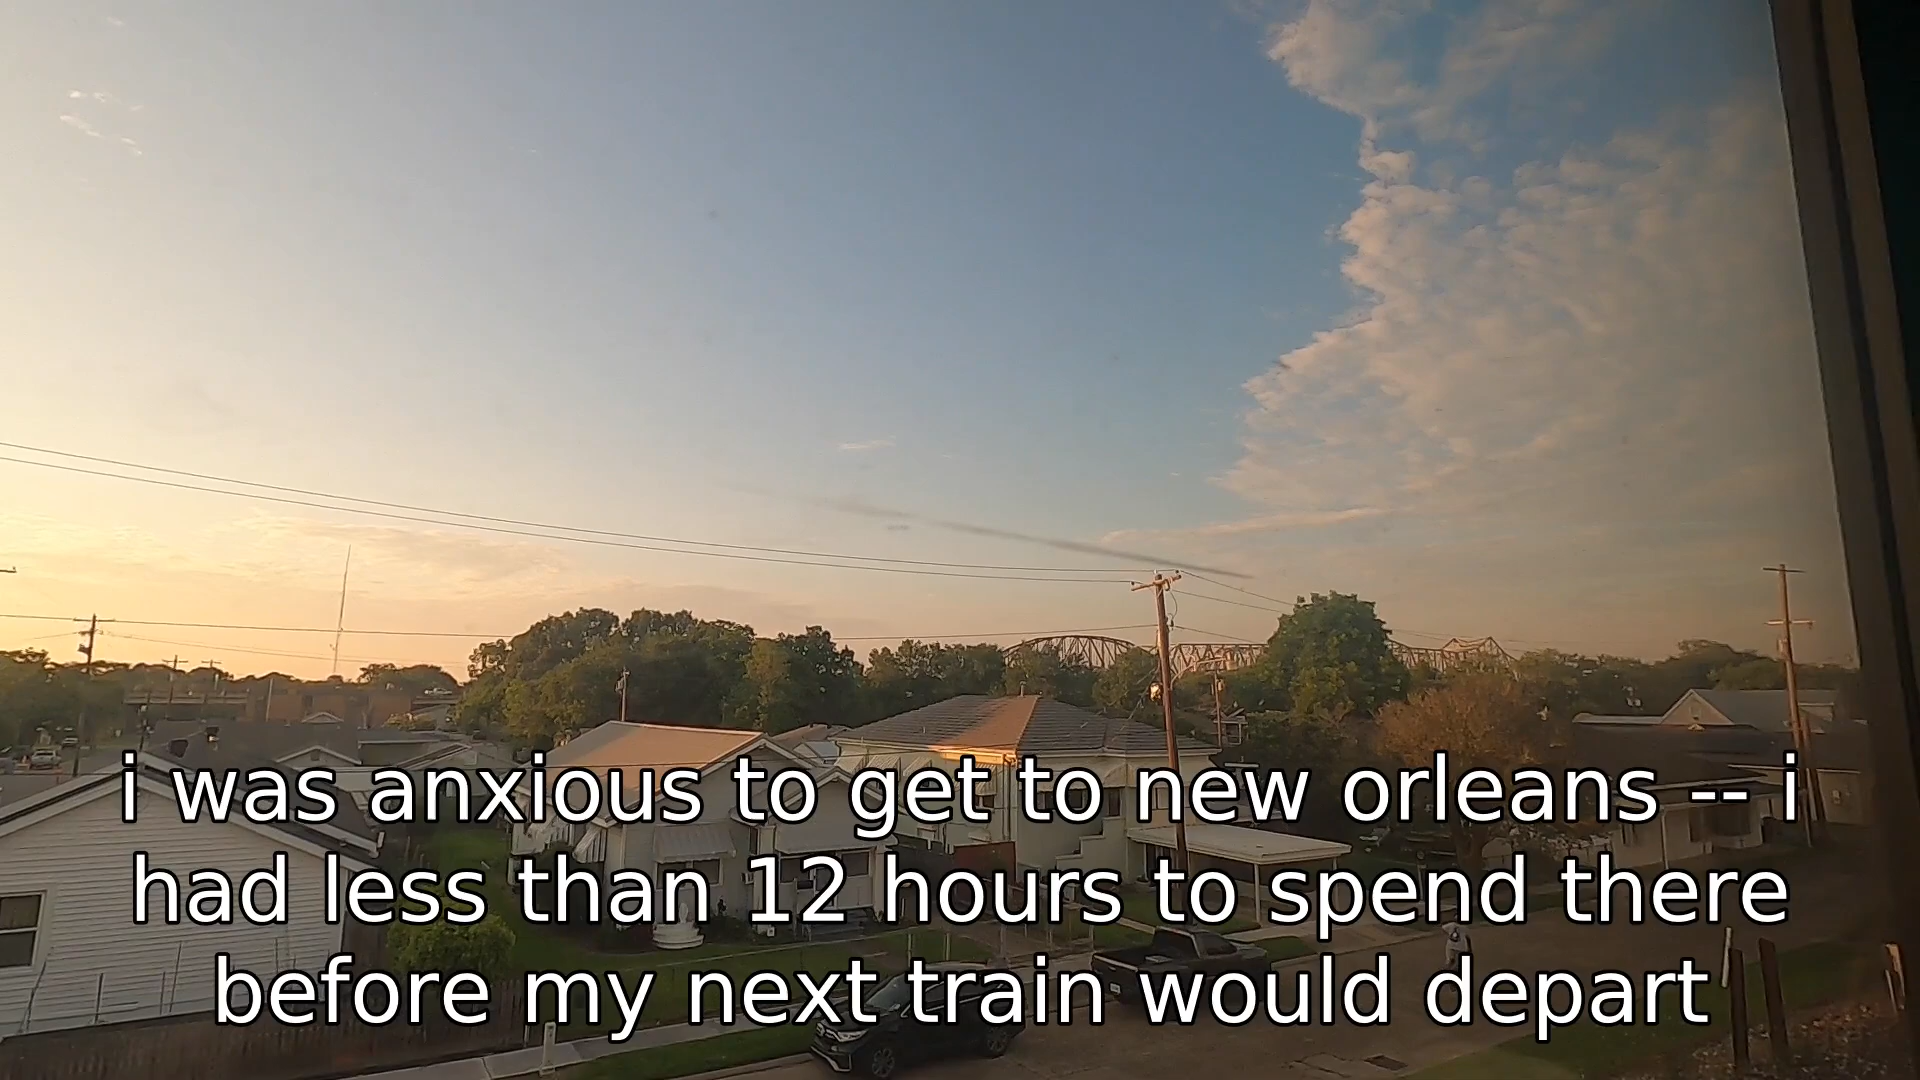 i was anxious to get to new orleans -- i
had less than 12 hours to spend there
before my next train would depart